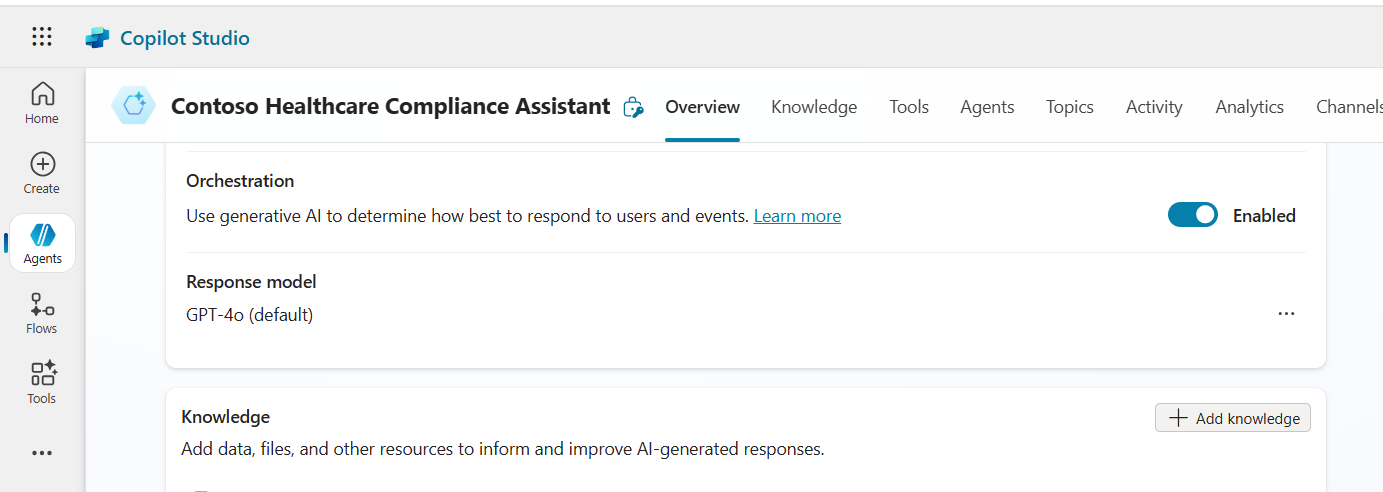 Copilot Studio
Contoso Healthcare Compliance Assistant
Overview Knowledge Tools Agents Topics Activity Analytics Channels
Home
Create
Agents
Flows
Tools
Orchestration
Use generative AI to determine how best to respond to users and events. Learn more
Enabled
Response model
GPT-4o (default)
Knowledge
Add knowledge
Add data, files, and other resources to inform and improve AI-generated responses.